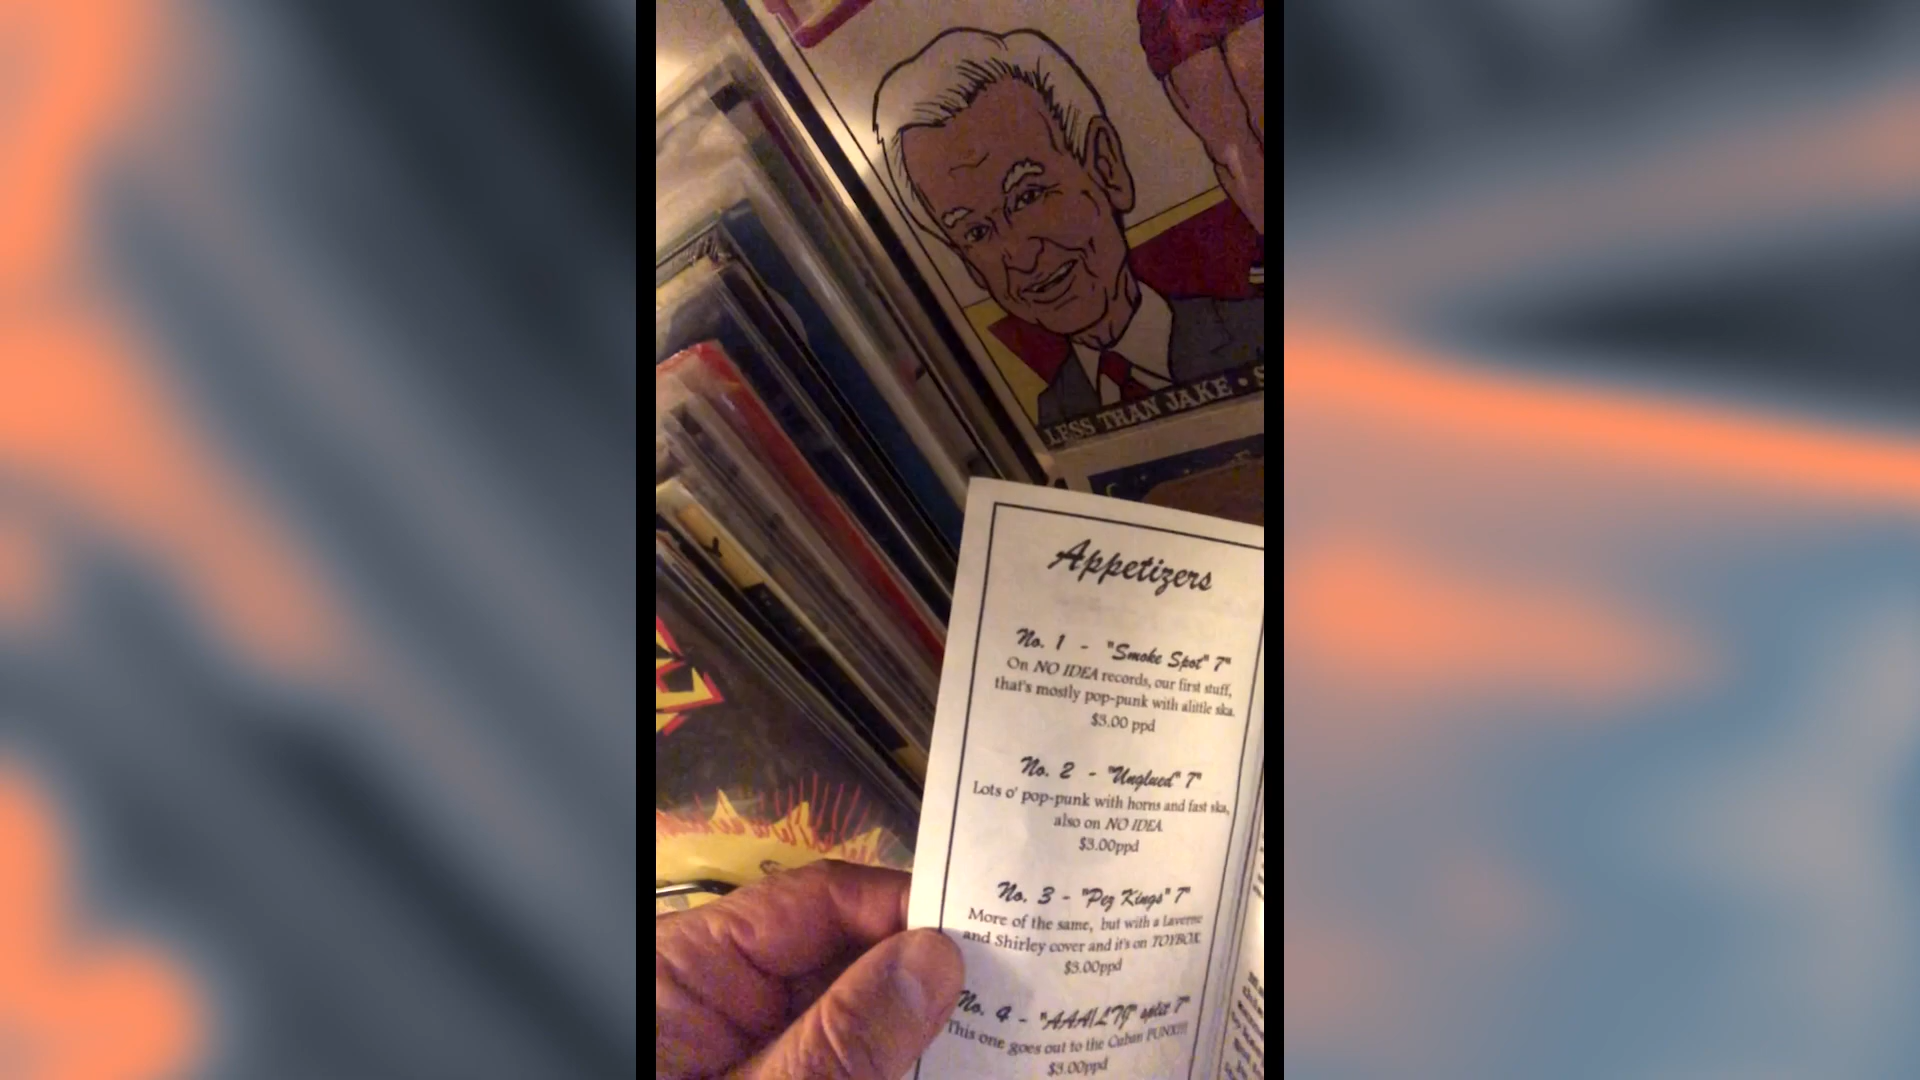 LESS THAN JAKE •
Appetizers
No. 1 - "Smoke Spot" 7"
On NO IDEA records, our first stuff,
that's mostly pop-punk with alittle ska.
$3.00 ppd
No. 2 - "Unglued" 7"
Lots o' pop-punk with horns and fast ska,
also on NO IDEA
$3.00ppd
No. 3 - "Pez Kings" 7"
More of the same, but with a Laverne
and Shirley cover and it's on TOYBOX
$3.00ppd
No. 4 - "AAA/LTJ" split 7"
This one goes out to the Cuban PUNX!!!
$3.00ppd